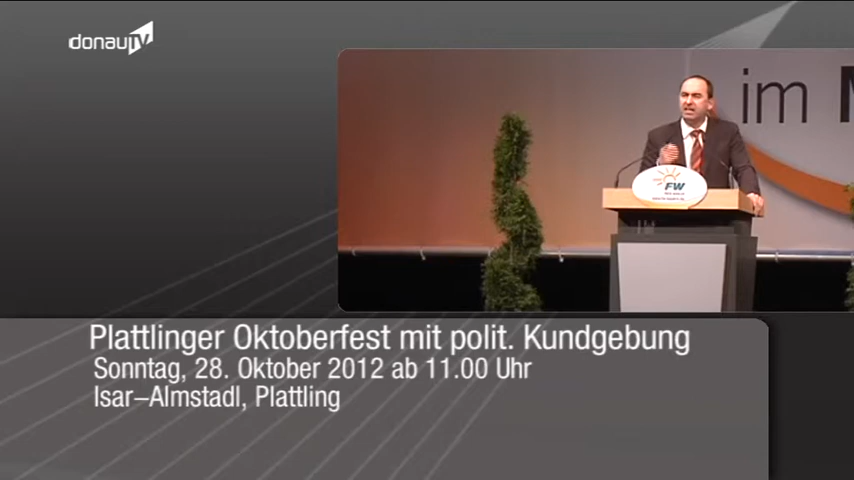 donauTV
im M
FW
Plattlinger Oktoberfest mit polit. Kundgebung
Sonntag, 28. Oktober 2012 ab 11.00 Uhr
Isar–Almstadl, Plattling